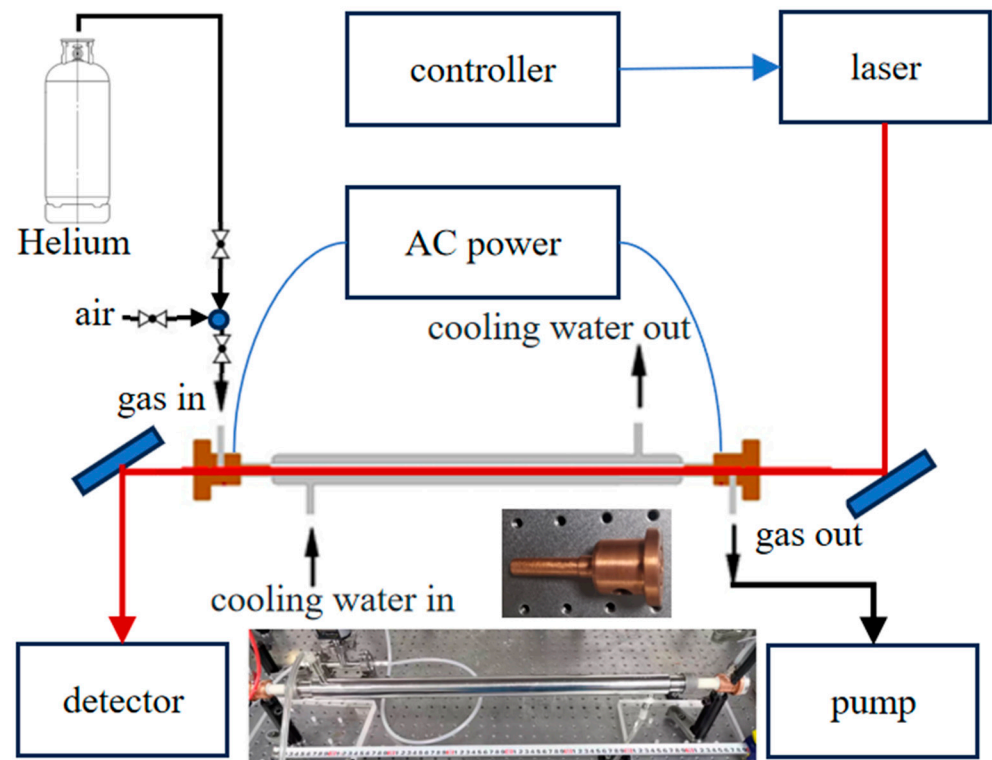 controller
laser
Helium
AC power
air
cooling water out
gas in
gas out
cooling water in
detector
pump